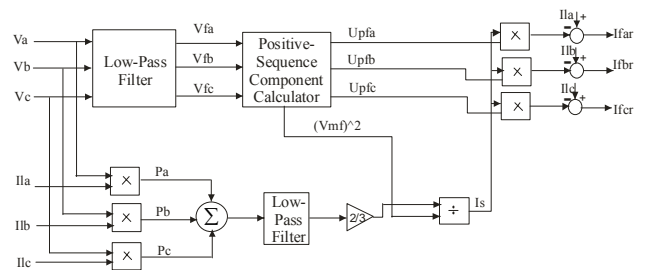 Va
Vb
Vc
Low-Pass
Filter
Vfa
Vfb
Vfc
Positive-
Sequence
Component
Calculator
Upfa
Upfb
Upfc
(Vmf)^2
×
×
×
Ila
Ilb
Ilc
+
-
+
-
+
-
Ifar
Ifbr
Ifcr
Ila
Ilb
Ilc
×
×
×
Pa
Pb
Pc
Σ
Low-
Pass
Filter
2/3
÷
Is